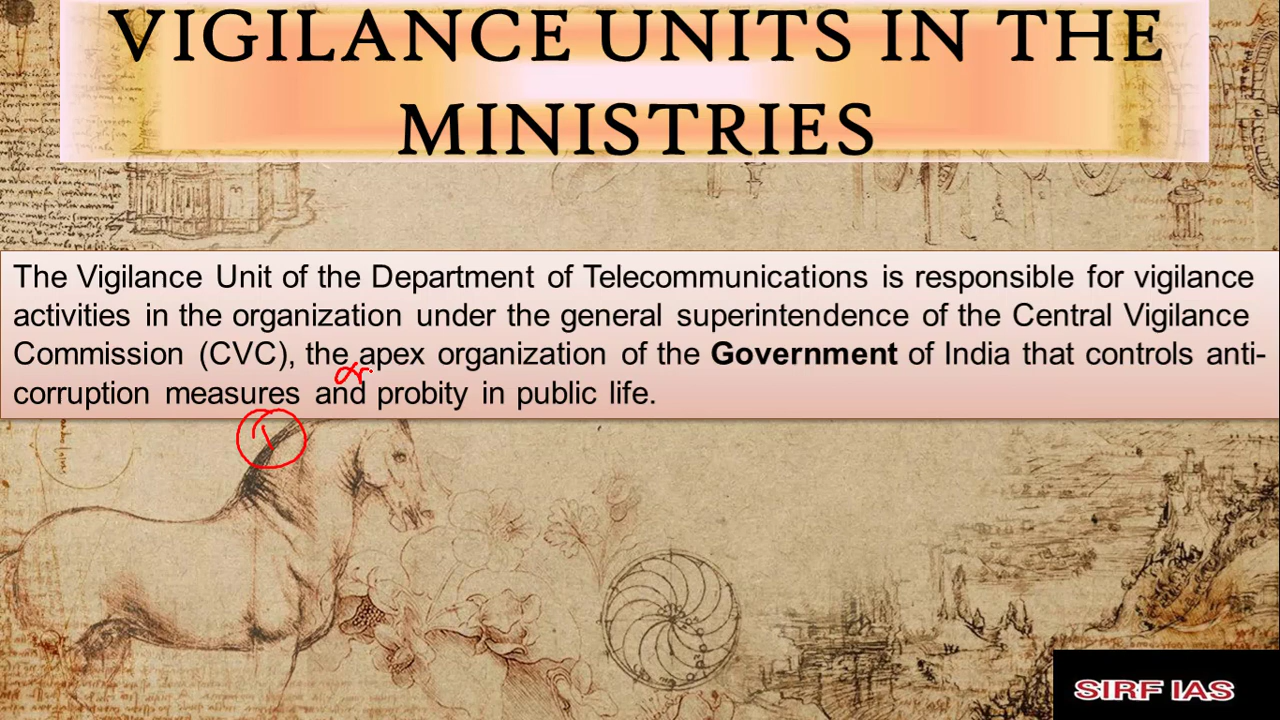 VIGILANCE UNITS IN THE
MINISTRIES
The Vigilance Unit of the Department of Telecommunications is responsible for vigilance
activities in the organization under the general superintendence of the Central Vigilance
Commission (CVC), the apex organization of the Government of India that controls anti-
corruption measures and probity in public life.
SIRF IAS